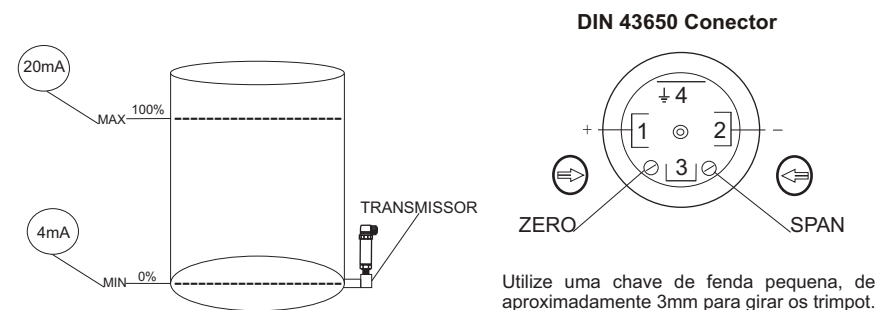 DIN 43650 Conector
20mA
MAX 100%
4
+ 1 2 -
3
ZERO SPAN
TRANSMISSOR
4mA
MIN 0%
Utilize uma chave de fenda pequena, de
aproximadamente 3mm para girar os trimpot.